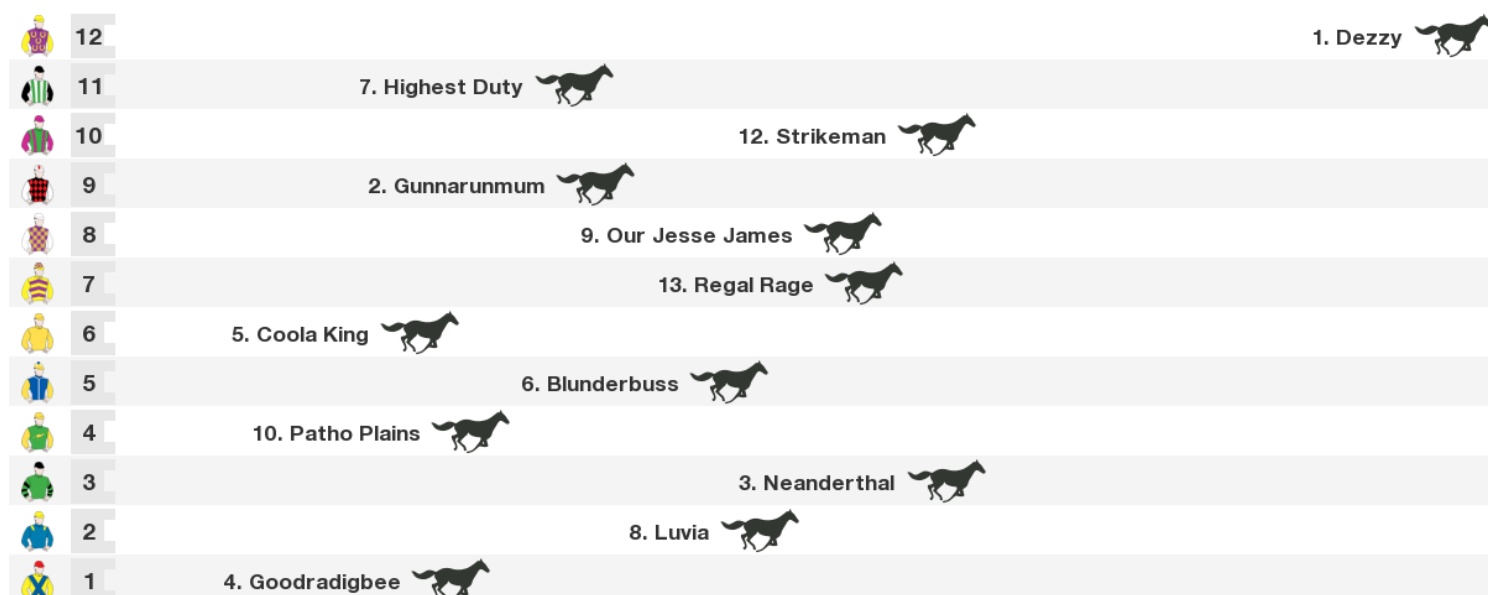 12 1. Dezzy
11 7. Highest Duty
10 12. Strikeman
9 2. Gunnarunmum
8 9. Our Jesse James
7 13. Regal Rage
6 5. Coola King
5 6. Blunderbuss
4 10. Patho Plains
3 3. Neanderthal
2 8. Luvia
1 4. Goodradigbee